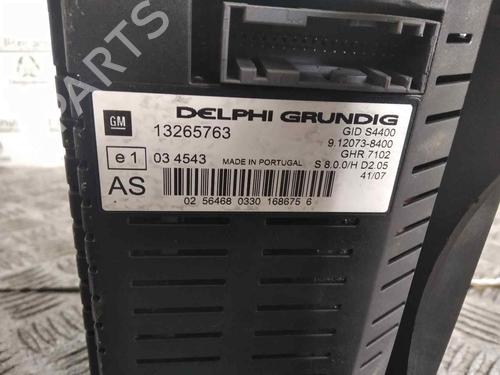 PARTS
DELPHI GRUNDIG
GM
13265763
GID S4400
9.12073-8400
GHR 7102
e1
03 4543
MADE IN PORTUGAL
S 8.0.0/H D2.05
41/07
AS
02 56468 0330 168675 6